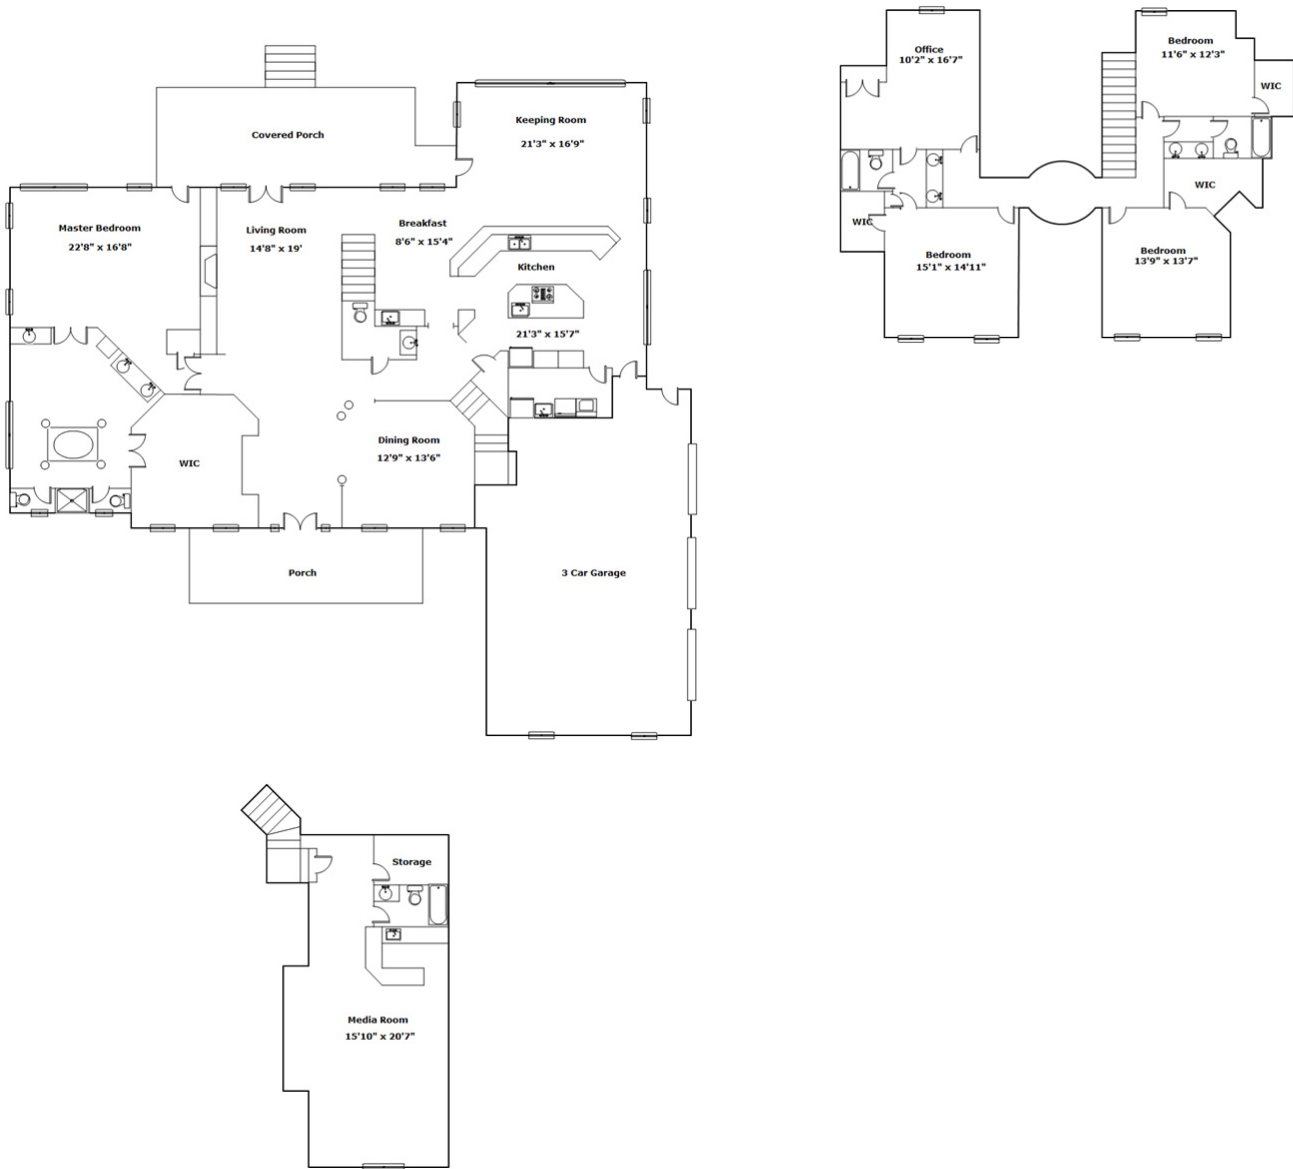 Covered Porch
Keeping Room
21'3" x 16'9"
Master Bedroom
22'8" x 16'8"
Living Room
14'8" x 19'
Breakfast
8'6" x 15'4"
Kitchen
21'3" x 15'7"
Dining Room
12'9" x 13'6"
WIC
Porch
3 Car Garage
Office
10'2" x 16'7"
Bedroom
11'6" x 12'3"
WIC
WIC
WIC
Bedroom
15'1" x 14'11"
Bedroom
13'9" x 13'7"
Storage
Media Room
15'10" x 20'7"